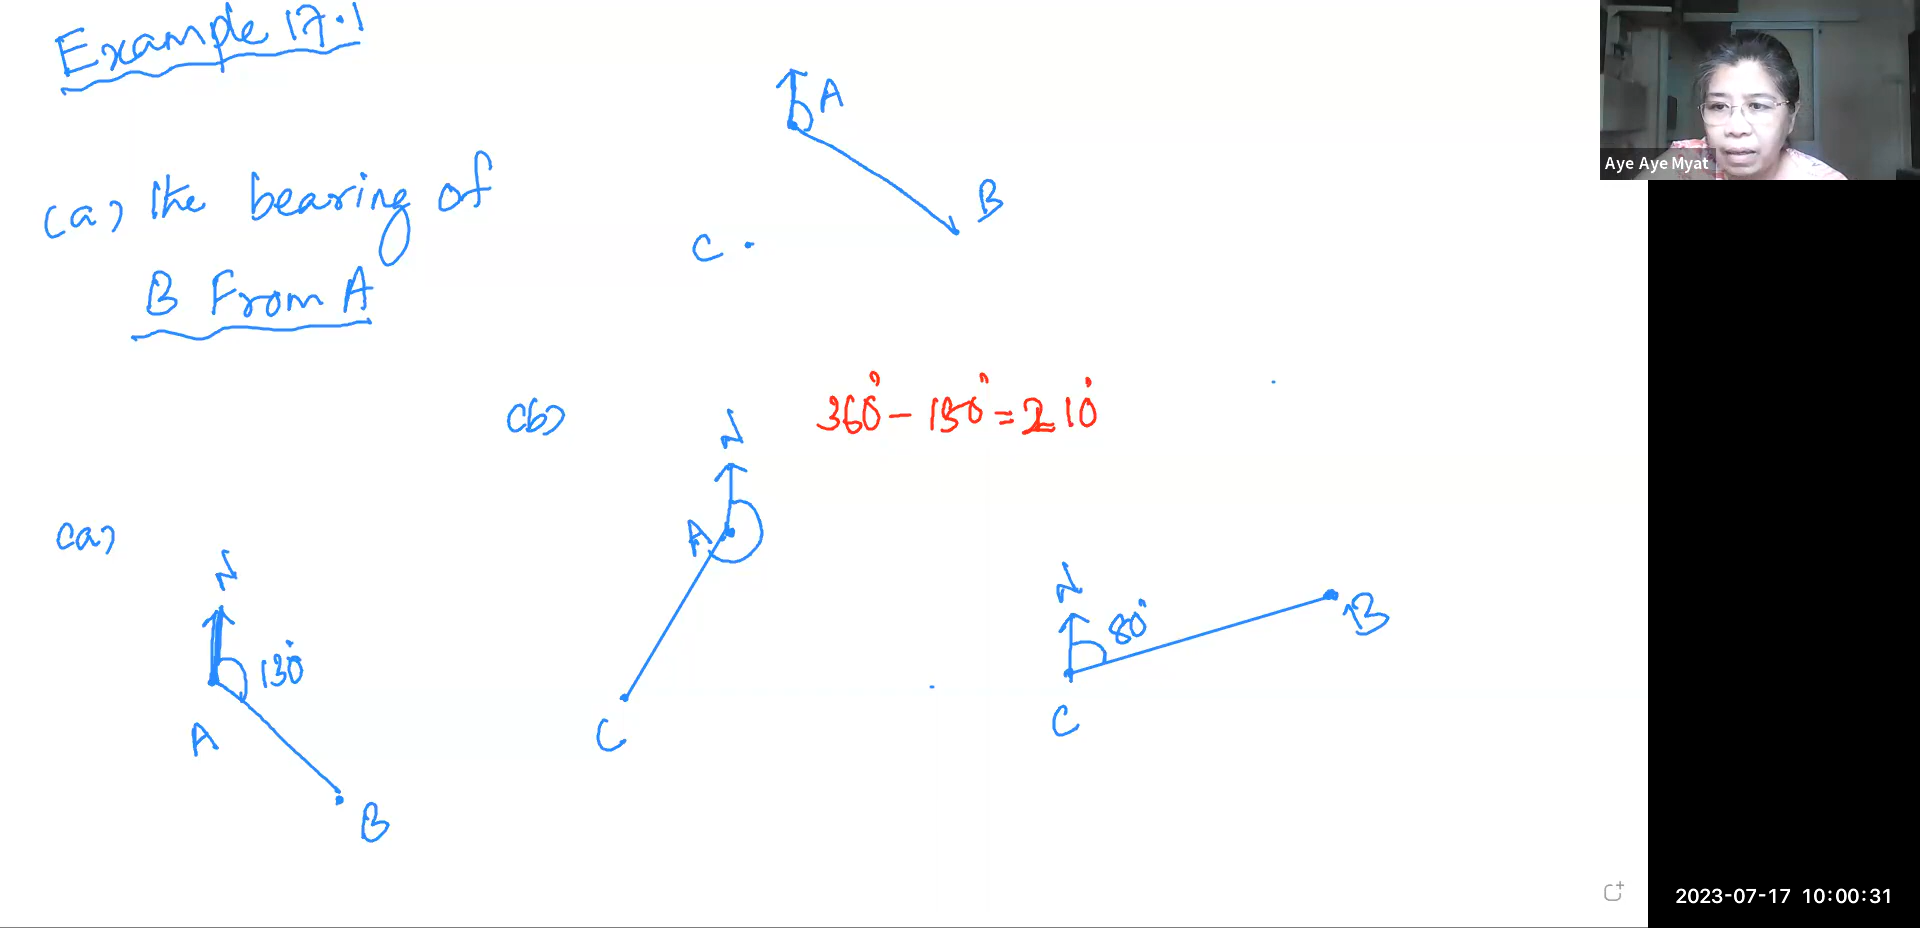 Example 17.1
A
(a) the bearing of
B
C
B From A
(b)
N
360° - 150° = 210°
A
(a)
N
130°
A
B
C
N
80°
B
C
Aye Aye Myat
2023-07-17 10:00:31